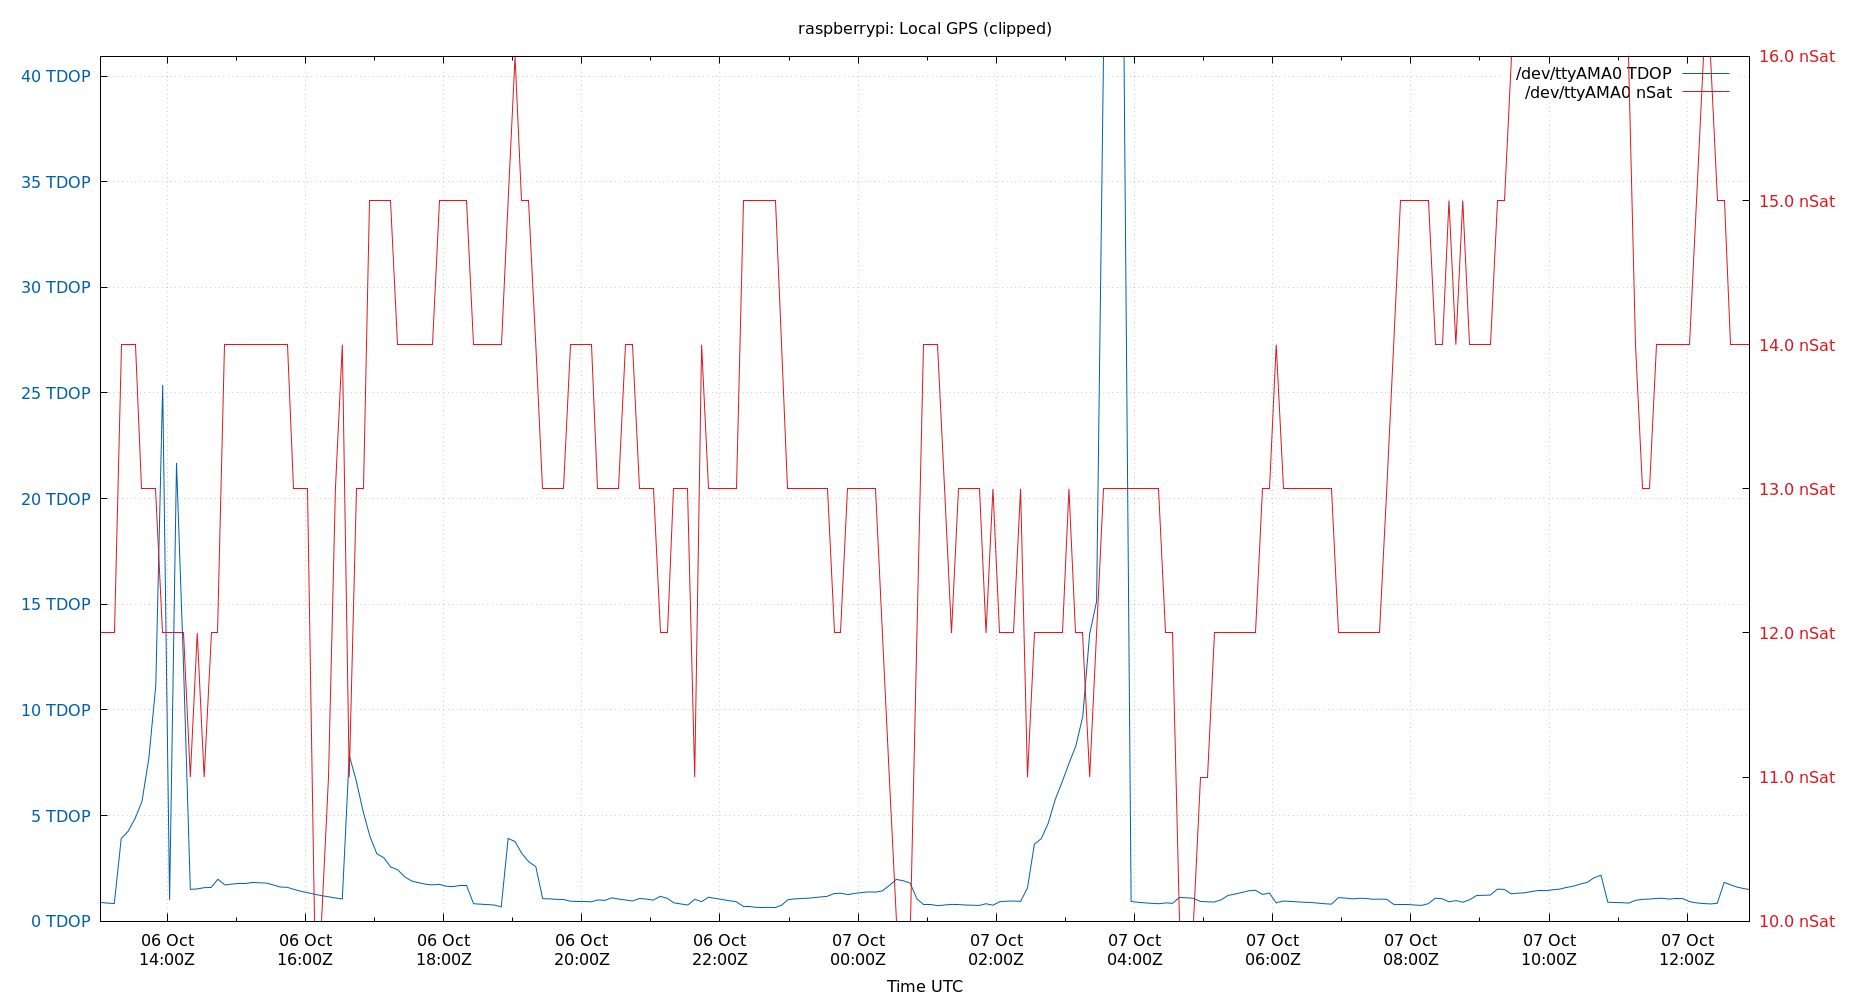 raspberrypi: Local GPS (clipped)
/dev/ttyAMA0 TDOP
/dev/ttyAMA0 nSat
40 TDOP
35 TDOP
30 TDOP
25 TDOP
20 TDOP
15 TDOP
10 TDOP
5 TDOP
0 TDOP
16.0 nSat
15.0 nSat
14.0 nSat
13.0 nSat
12.0 nSat
11.0 nSat
10.0 nSat
06 Oct
14:00Z
06 Oct
16:00Z
06 Oct
18:00Z
06 Oct
20:00Z
06 Oct
22:00Z
07 Oct
00:00Z
07 Oct
02:00Z
07 Oct
04:00Z
07 Oct
06:00Z
07 Oct
08:00Z
07 Oct
10:00Z
07 Oct
12:00Z
Time UTC